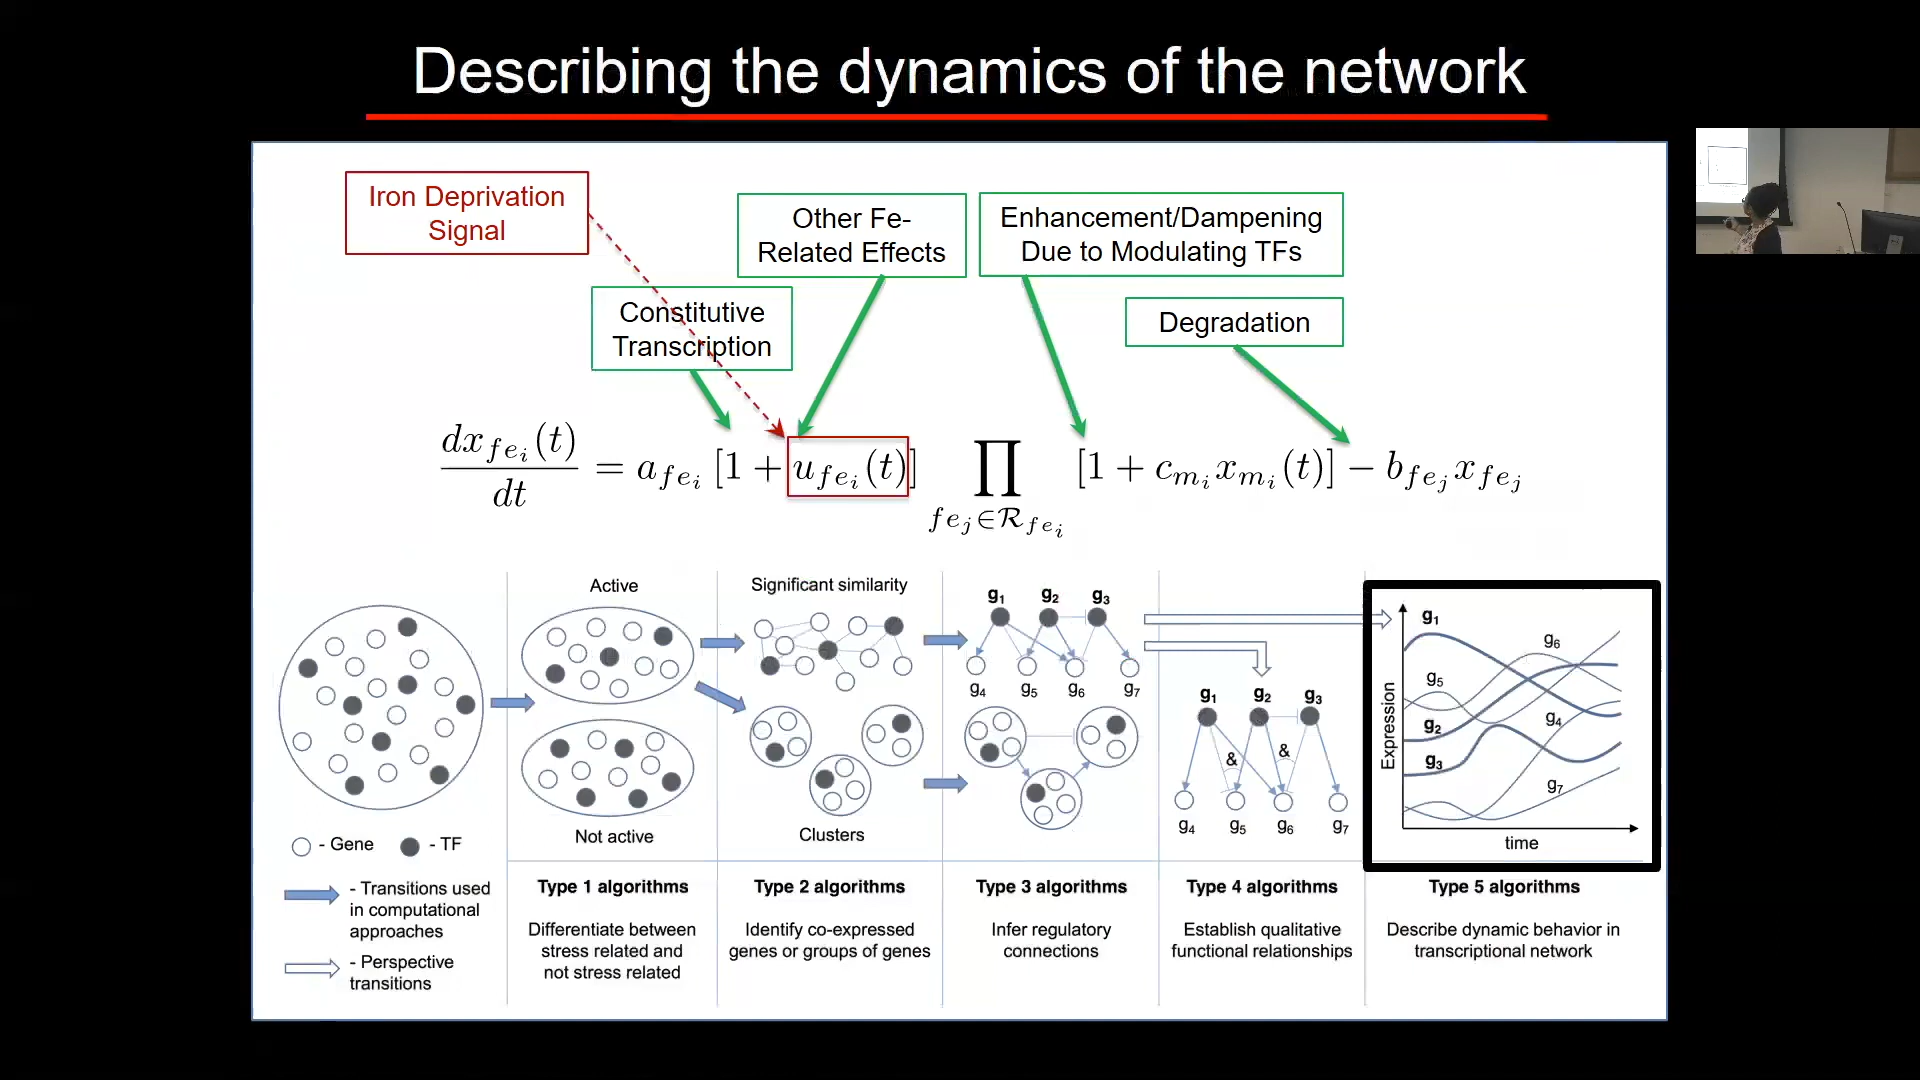 Describing the dynamics of the network
Iron Deprivation
Signal
Other Fe-
Related Effects
Enhancement/Dampening
Due to Modulating TFs
Constitutive
Transcription
Degradation
dx_{fe_i}(t)/dt = a_{fe_i} [1 + u_{fe_i}(t)] ∏_{fe_j∈ℛ_{fe_i}} [1 + c_{m_i}x_{m_i}(t)] − b_{fe_j}x_{fe_j}
- Gene
- TF
- Transitions used
in computational
approaches
- Perspective
transitions
Active
Not active
Type 1 algorithms
Differentiate between
stress related and
not stress related
Significant similarity
Clusters
Type 2 algorithms
Identify co-expressed
genes or groups of genes
g1 g2 g3
g4 g5 g6 g7
Type 3 algorithms
Infer regulatory
connections
g1 g2 g3
& &
g4 g5 g6 g7
Type 4 algorithms
Establish qualitative
functional relationships
Expression
g1
g6
g5
g2
g4
g3
g7
time
Type 5 algorithms
Describe dynamic behavior in
transcriptional network